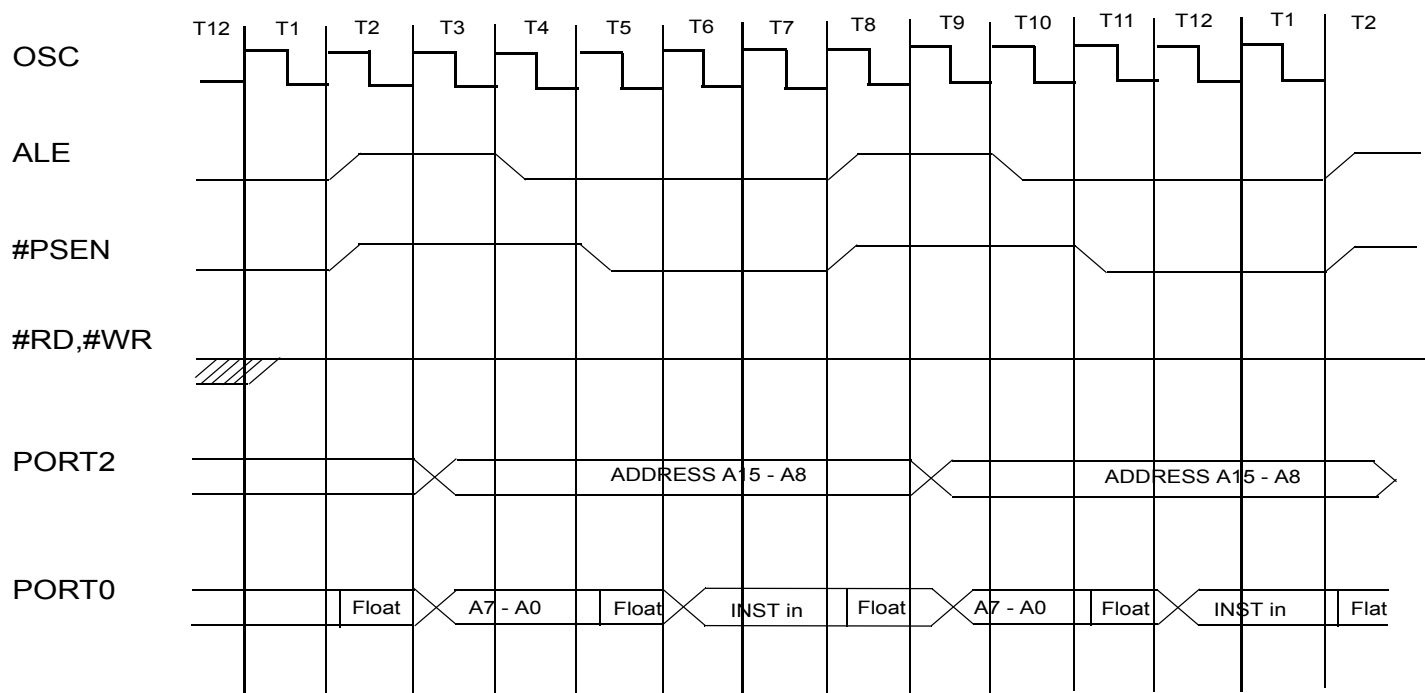 T12 T1 T2 T3 T4 T5 T6 T7 T8 T9 T10 T11 T12 T1 T2
OSC
ALE
#PSEN
#RD,#WR
PORT2 ADDRESS A15 - A8 ADDRESS A15 - A8
PORT0 Float A7 - A0 Float INST in Float A7 - A0 Float INST in Flat